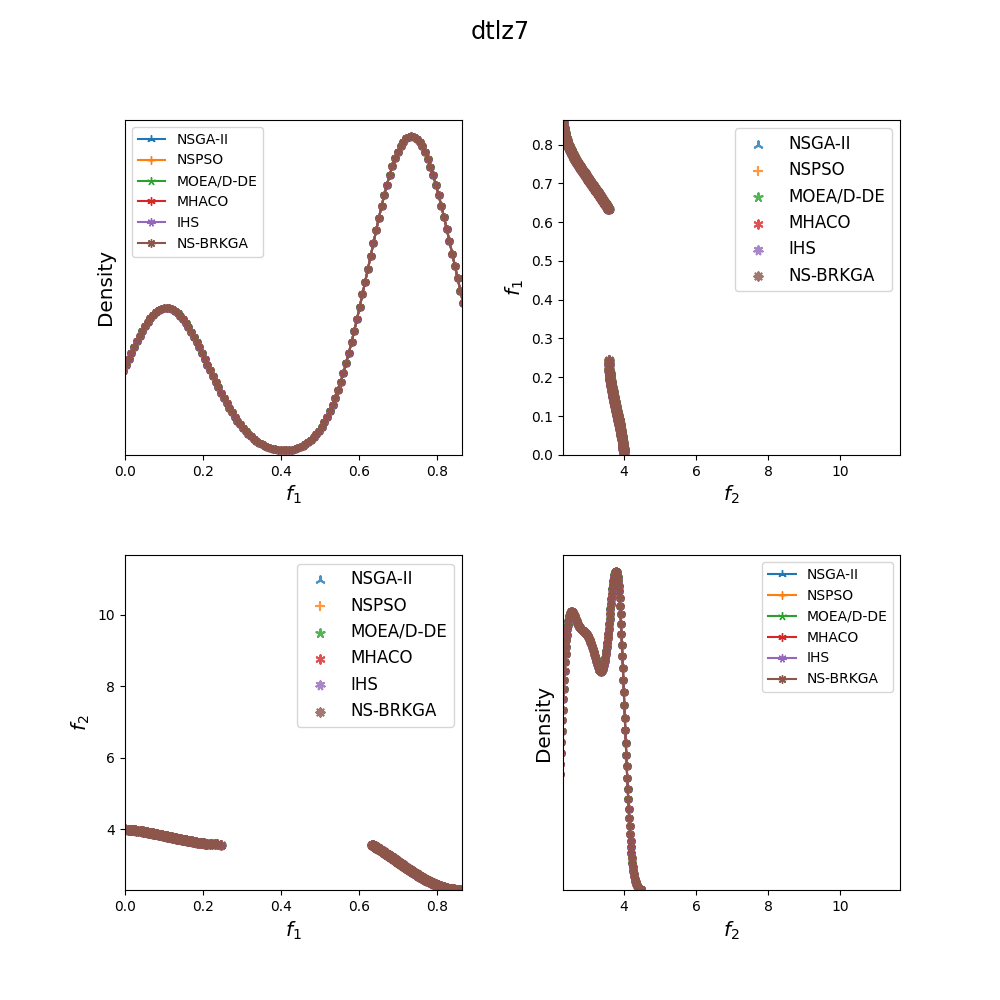 dtlz7
NSGA-II
NSPSO
MOEA/D-DE
MHACO
IHS
NS-BRKGA
Density
0.0 0.2 0.4 0.6 0.8
f1
NSGA-II
NSPSO
MOEA/D-DE
MHACO
IHS
NS-BRKGA
0.8
0.7
0.6
0.5
0.4
0.3
0.2
0.1
0.0
f1
4 6 8 10
f2
NSGA-II
NSPSO
MOEA/D-DE
MHACO
IHS
NS-BRKGA
10
8
6
4
f2
0.0 0.2 0.4 0.6 0.8
f1
NSGA-II
NSPSO
MOEA/D-DE
MHACO
IHS
NS-BRKGA
Density
4 6 8 10
f2